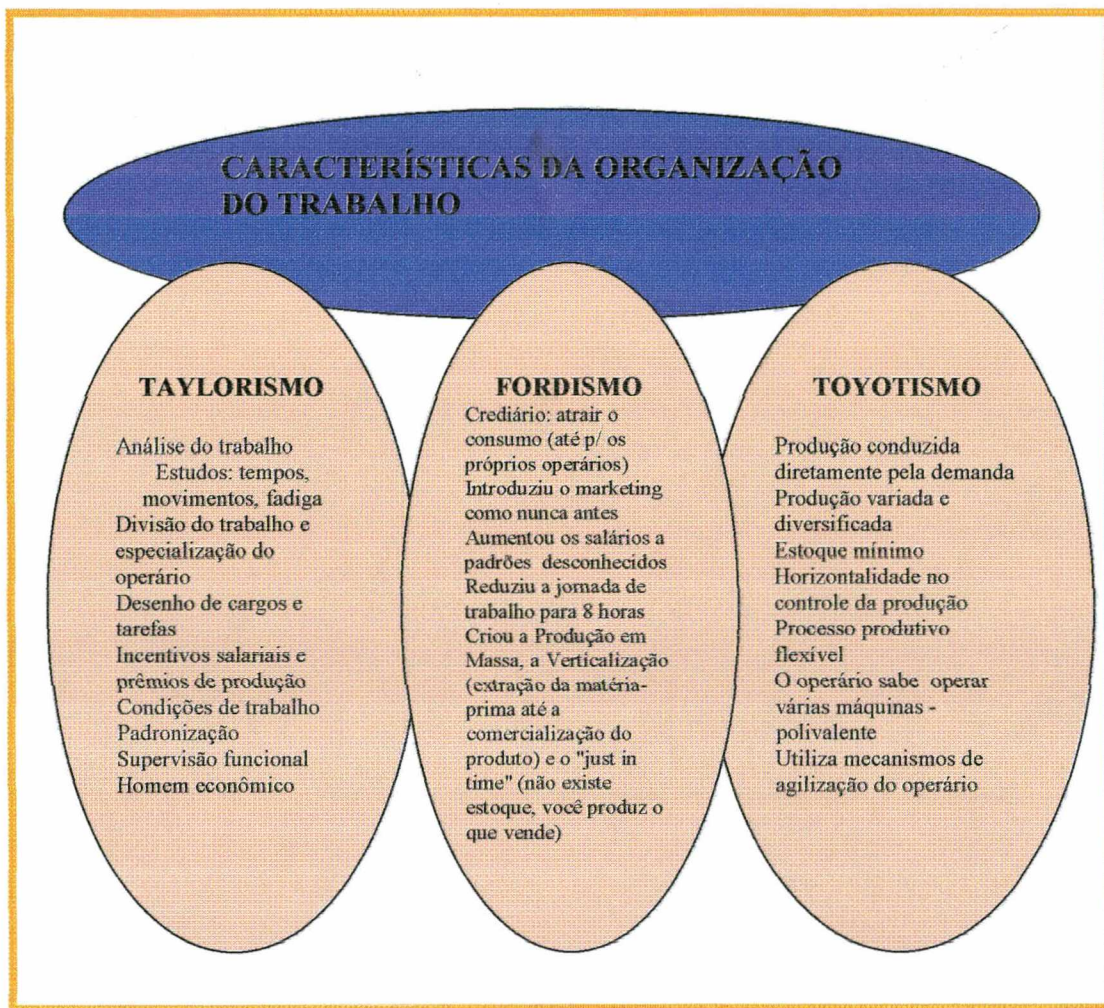 CARACTERÍSTICAS DA ORGANIZAÇÃO
DO TRABALHO
TAYLORISMO
Análise do trabalho
Estudos: tempos,
movimentos, fadiga
Divisão do trabalho e
especialização do
operário
Desenho de cargos e
tarefas
Incentivos salariais e
prêmios de produção
Condições de trabalho
Padronização
Supervisão funcional
Homem econômico
FORDISMO
Crediário: atrair o
consumo (até p/ os
próprios operários)
Introduziu o marketing
como nunca antes
Aumentou os salários a
padrões desconhecidos
Reduziu a jornada de
trabalho para 8 horas
Criou a Produção em
Massa, a Verticalização
(extração da matéria-
prima até a
comercialização do
produto) e o "just in
time" (não existe
estoque, você produz o
que vende)
TOYOTISMO
Produção conduzida
diretamente pela demanda
Produção variada e
diversificada
Estoque mínimo
Horizontalidade no
controle da produção
Processo produtivo
flexível
O operário sabe operar
várias máquinas -
polivalente
Utiliza mecanismos de
agilização do operário